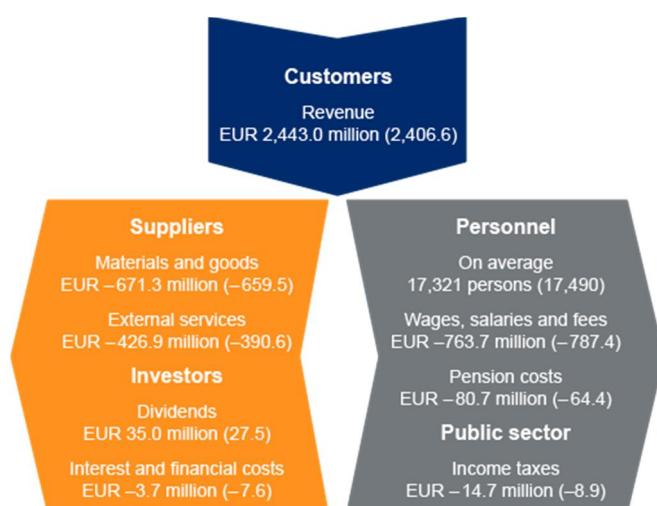 Customers
Revenue
EUR 2,443.0 million (2,406.6)
Suppliers
Materials and goods
EUR –671.3 million (–659.5)
External services
EUR –426.9 million (–390.6)
Investors
Dividends
EUR 35.0 million (27.5)
Interest and financial costs
EUR –3.7 million (–7.6)
Personnel
On average
17,321 persons (17,490)
Wages, salaries and fees
EUR –763.7 million (–787.4)
Pension costs
EUR –80.7 million (–64.4)
Public sector
Income taxes
EUR –14.7 million (–8.9)